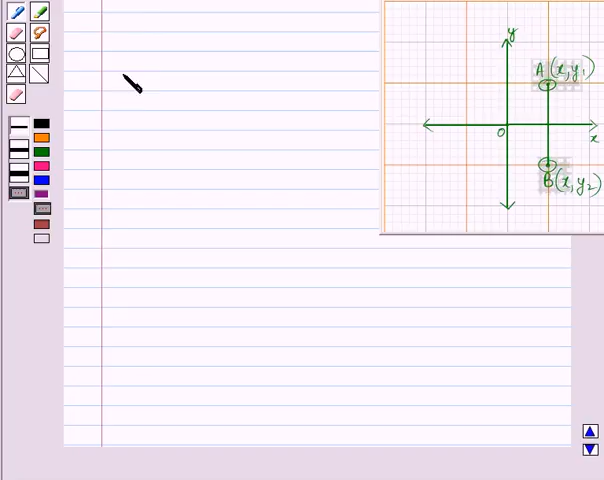 y
A (x, y₁)
O
x
B (x, y₂)